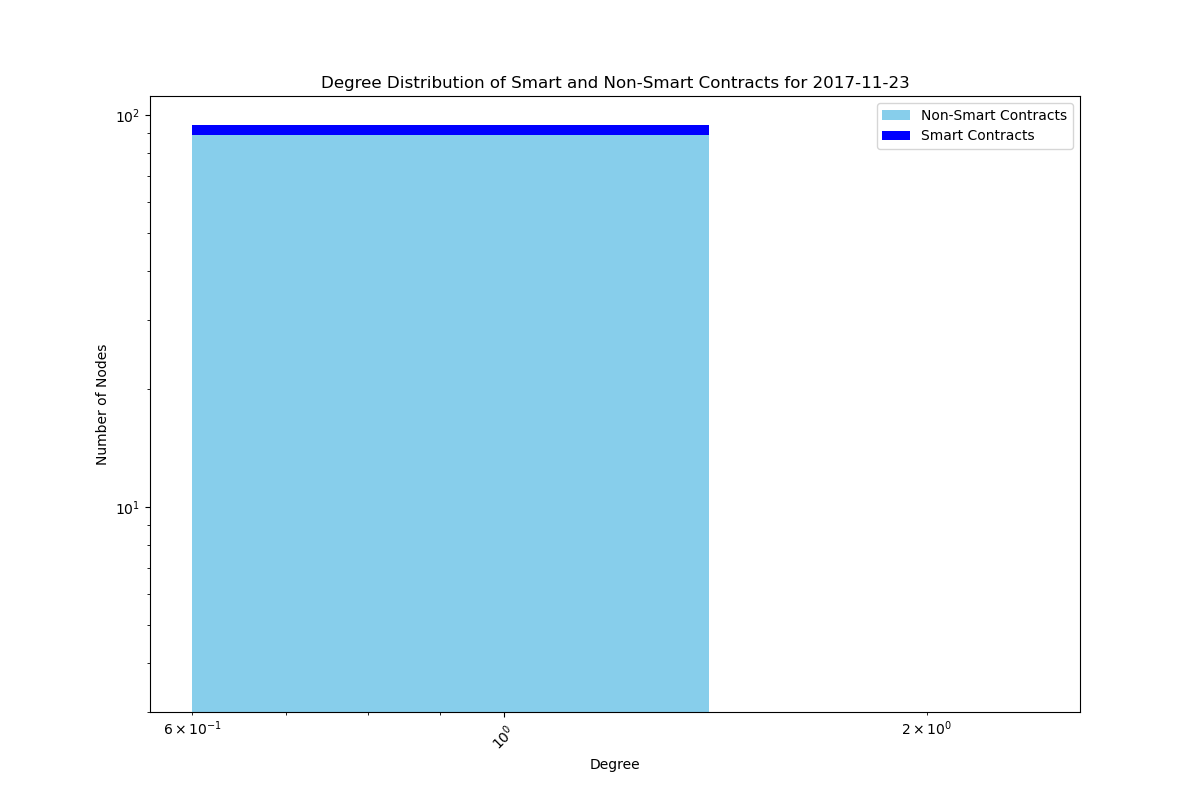 Degree Distribution of Smart and Non-Smart Contracts for 2017-11-23
Non-Smart Contracts
Smart Contracts
10²
10¹
Number of Nodes
6 × 10⁻¹
10⁰
2 × 10⁰
Degree